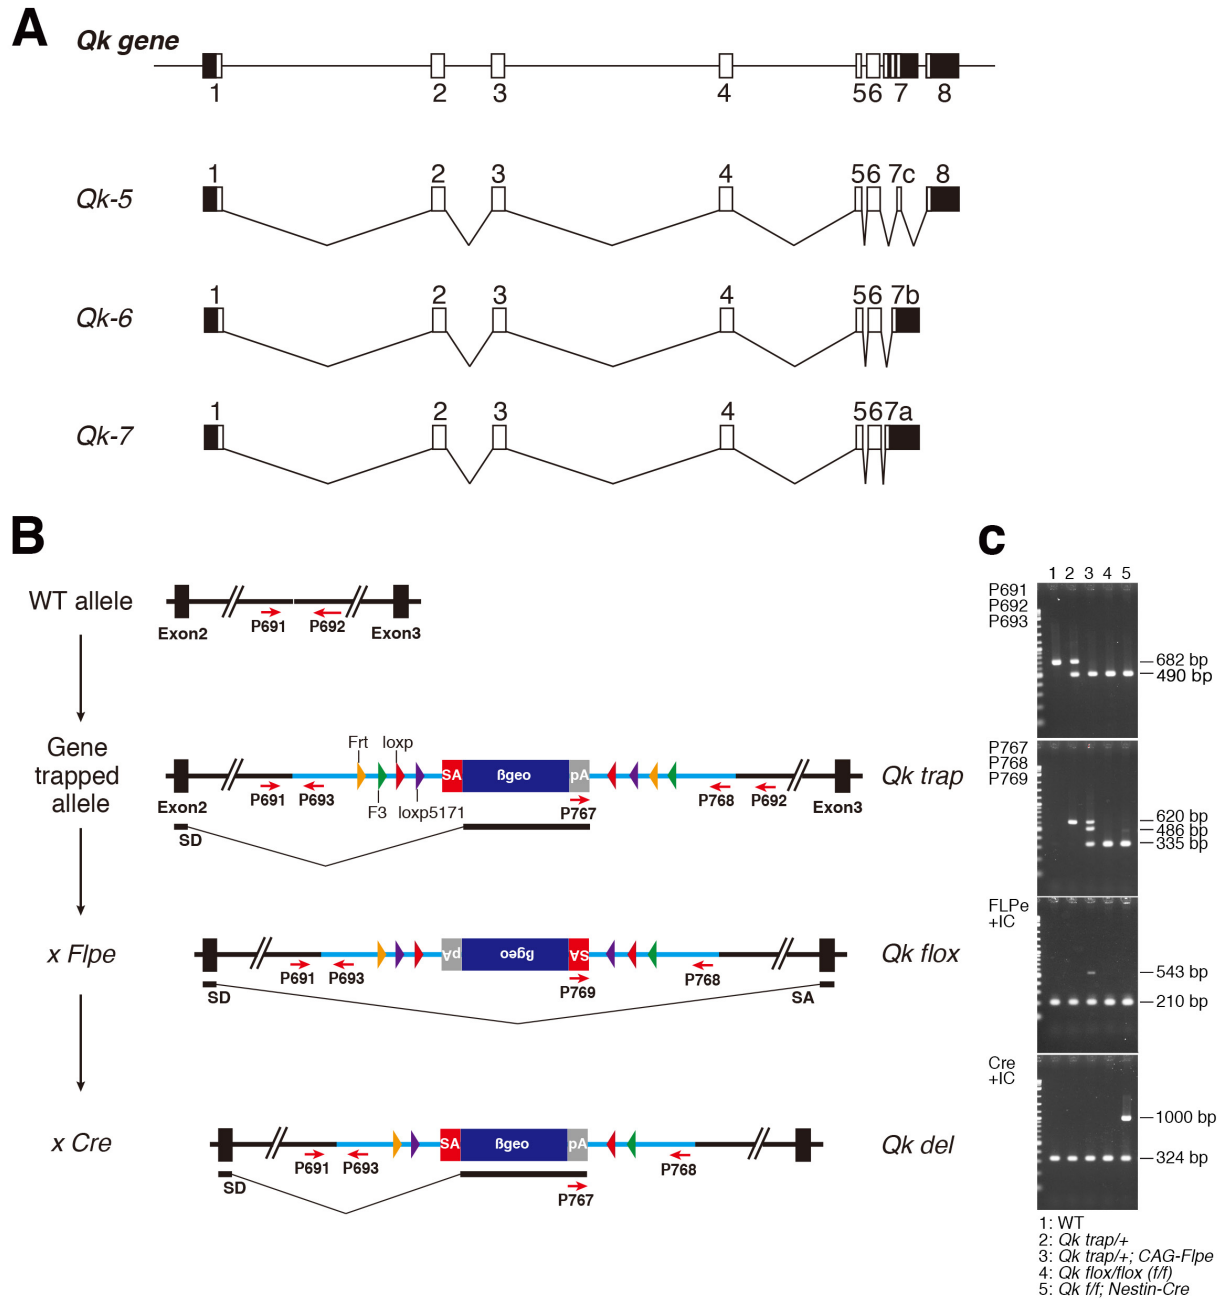 A
Qk gene
1 2 3 4 5 6 7 8
Qk-5
1 2 3 4 5 6 7c 8
Qk-6
1 2 3 4 5 6 7b
Qk-7
1 2 3 4 5 6 7a
B
WT allele
Exon2 P691 P692 Exon3
Gene
trapped
allele
Frt loxp
SA βgeo pA
Qk trap
Exon2 P691 P693 P767 P768 P692 Exon3
F3 loxp5171
SD
x Flpe
pA βgeo SA
Qk flox
P691 P693 P769 P768
SD SA
x Cre
SA βgeo pA
Qk del
P691 P693 P768
SD
P767
C
1 2 3 4 5
P691
P692
P693
682 bp
490 bp
P767
P768
P769
620 bp
486 bp
335 bp
FLPe
+IC
543 bp
210 bp
Cre
+IC
1000 bp
324 bp
1: WT
2: Qk trap/+
3: Qk trap/+; CAG-Flpe
4: Qk flox/flox (f/f)
5: Qk f/f; Nestin-Cre